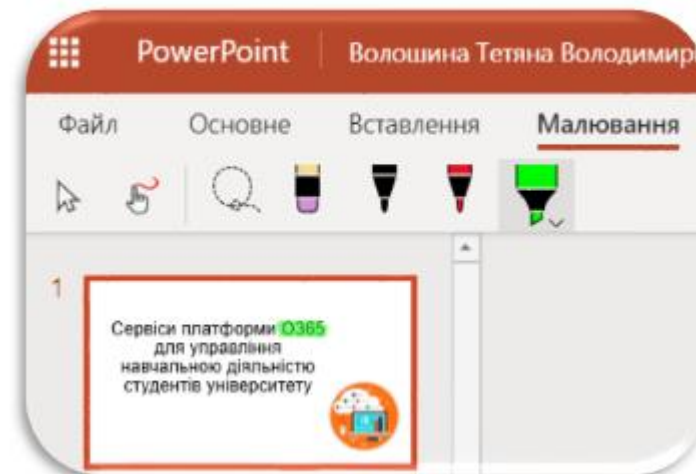 PowerPoint Волошина Тетяна Володимир
Файл Основне Вставлення Малювання
1
Сервіси платформи О365
для управління
навчальною діяльністю
студентів університету